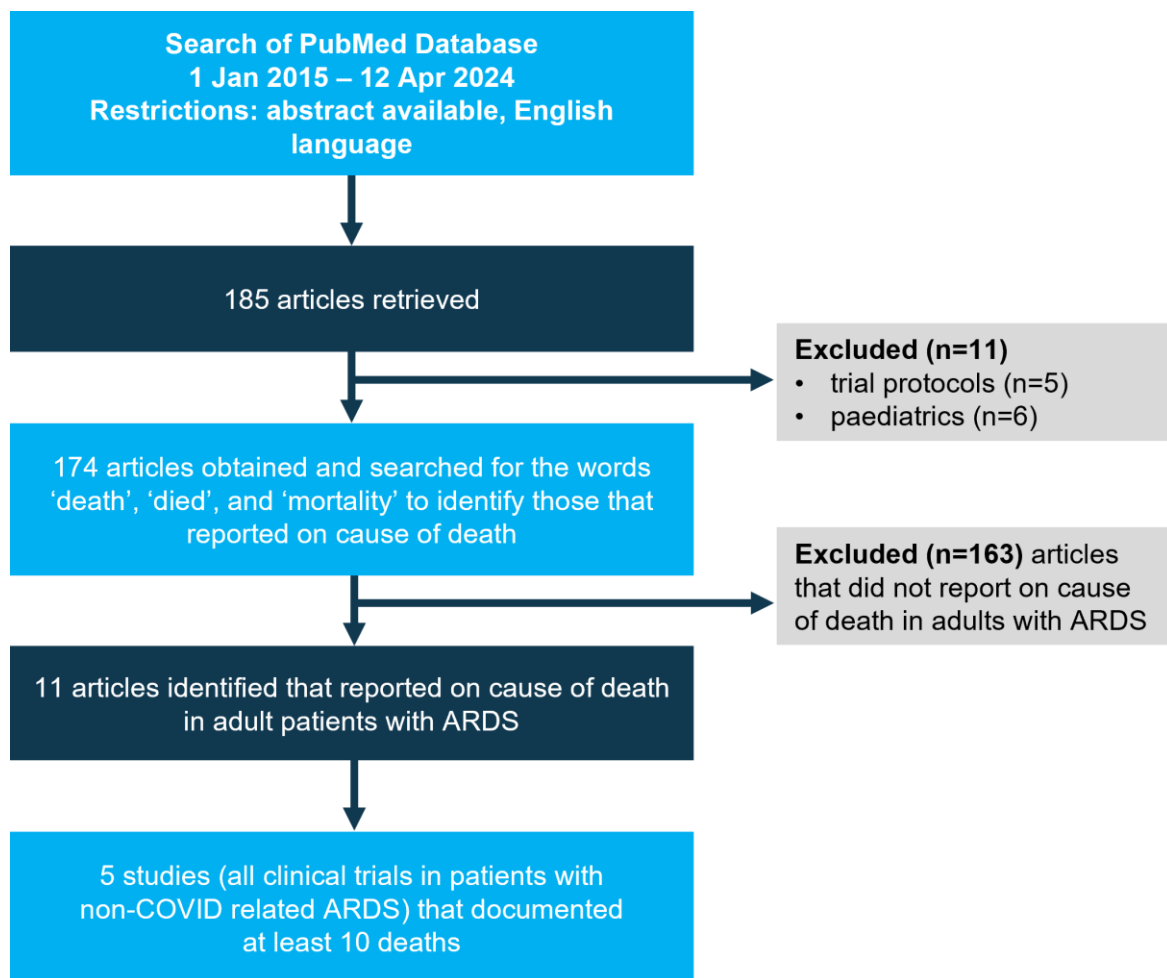 Search of PubMed Database
1 Jan 2015 – 12 Apr 2024
Restrictions: abstract available, English
language
185 articles retrieved
Excluded (n=11)
• trial protocols (n=5)
• paediatrics (n=6)
174 articles obtained and searched for the words
‘death’, ‘died’, and ‘mortality’ to identify those that
reported on cause of death
Excluded (n=163) articles
that did not report on cause
of death in adults with ARDS
11 articles identified that reported on cause of death
in adult patients with ARDS
5 studies (all clinical trials in patients with
non-COVID related ARDS) that documented
at least 10 deaths